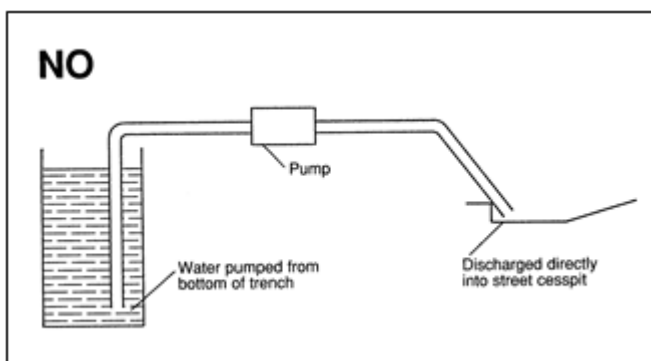 NO
Pump
Water pumped from
bottom of trench
Discharged directly
into street cesspit